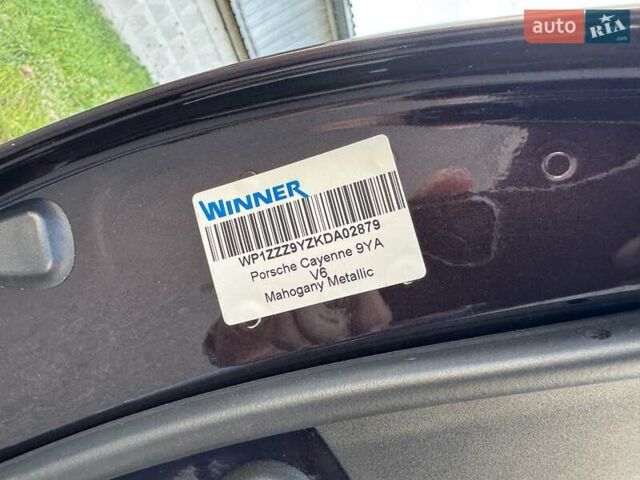 auto RIA
.com
WINNER
WP1ZZZ9YZKDA02879
Porsche Cayenne 9YA
V6
Mahogany Metallic